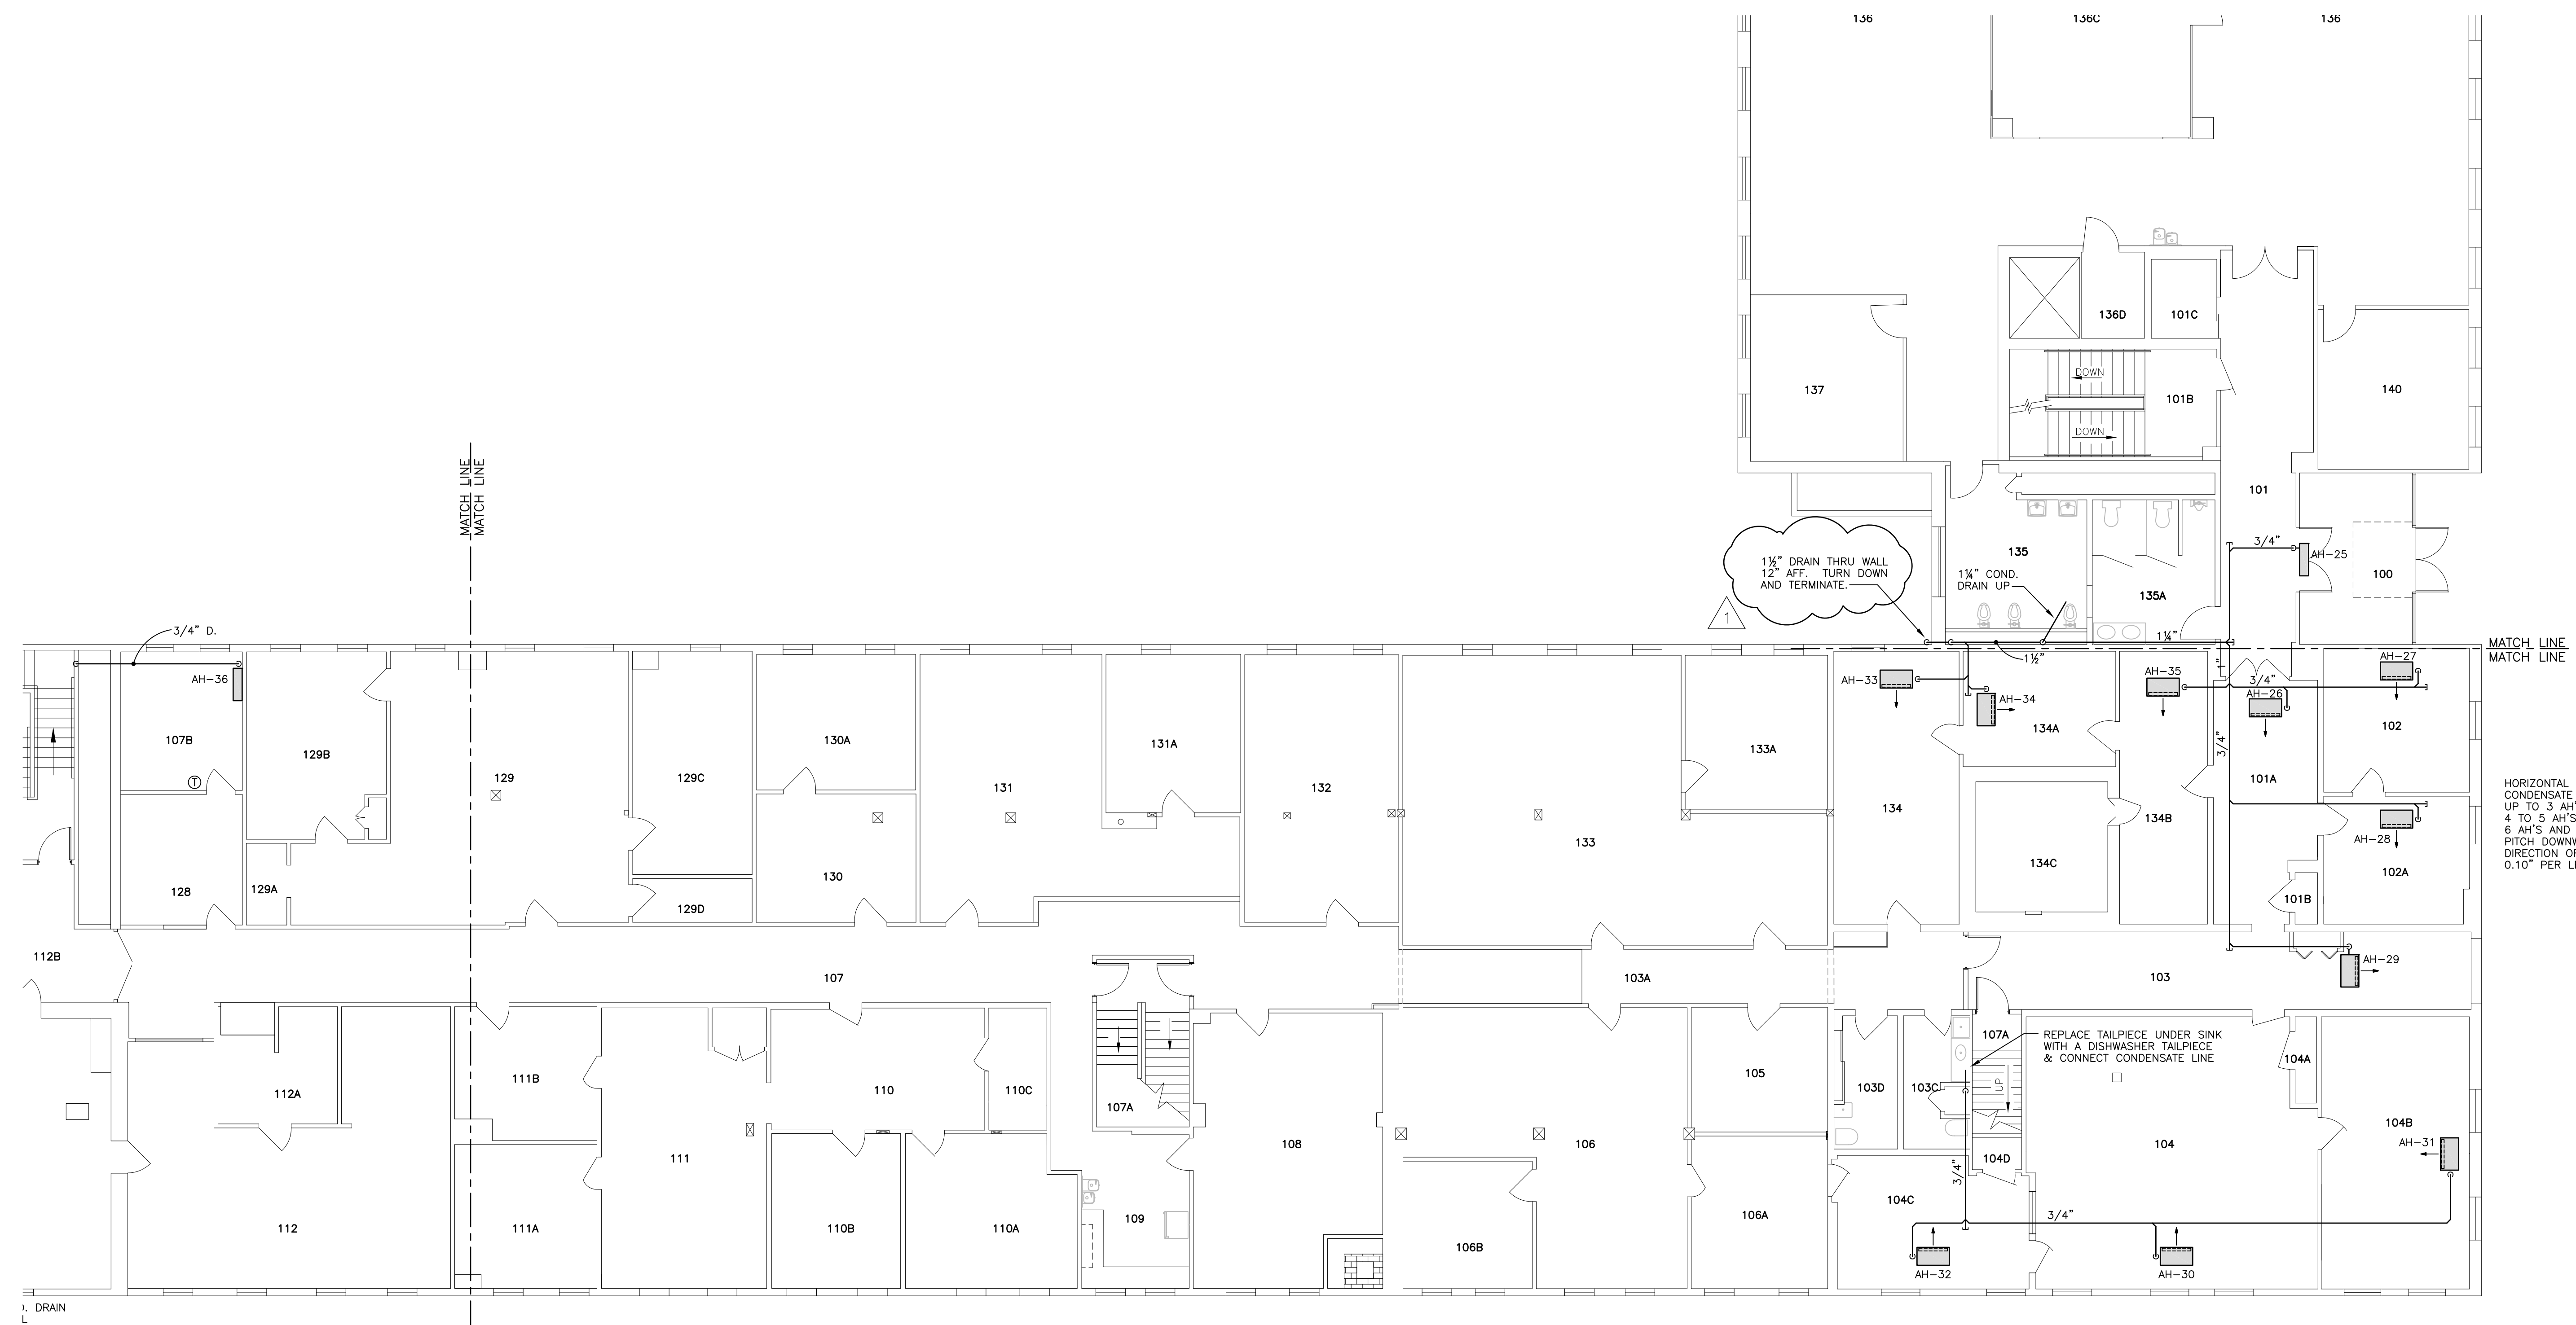 136
136C
136
136D
101C
137
DOWN
DOWN
101B
140
MATCH LINE
MATCH LINE
101
1½" DRAIN THRU WALL
12" AFF. TURN DOWN
AND TERMINATE.
1
135
1¼" COND.
DRAIN UP
135A
3/4"
AH-25
100
3/4" D.
1¼"
1½"
1"
MATCH LINE
MATCH LINE
AH-36
AH-33
AH-34
AH-35
3/4"
AH-26
AH-27
107B
129B
129
T
129C
130A
131
131A
132
133A
133
134
134A
134B
134C
3/4"
101A
102
AH-28
102A
101B
HORIZONTAL
CONDENSATE
UP TO 3 AH'
4 TO 5 AH'S
6 AH'S AND
PITCH DOWNW
DIRECTION OF
0.10" PER LI
128
129A
129D
130
112B
107
103A
103
AH-29
112A
111B
110
110C
107A
108
105
103D
103C
107A
UP
REPLACE TAILPIECE UNDER SINK
WITH A DISHWASHER TAILPIECE
& CONNECT CONDENSATE LINE
104A
104B
AH-31
104
104D
3/4"
104C
112
111A
111
110B
110A
109
106
106B
106A
3/4"
AH-32
AH-30
. DRAIN
L